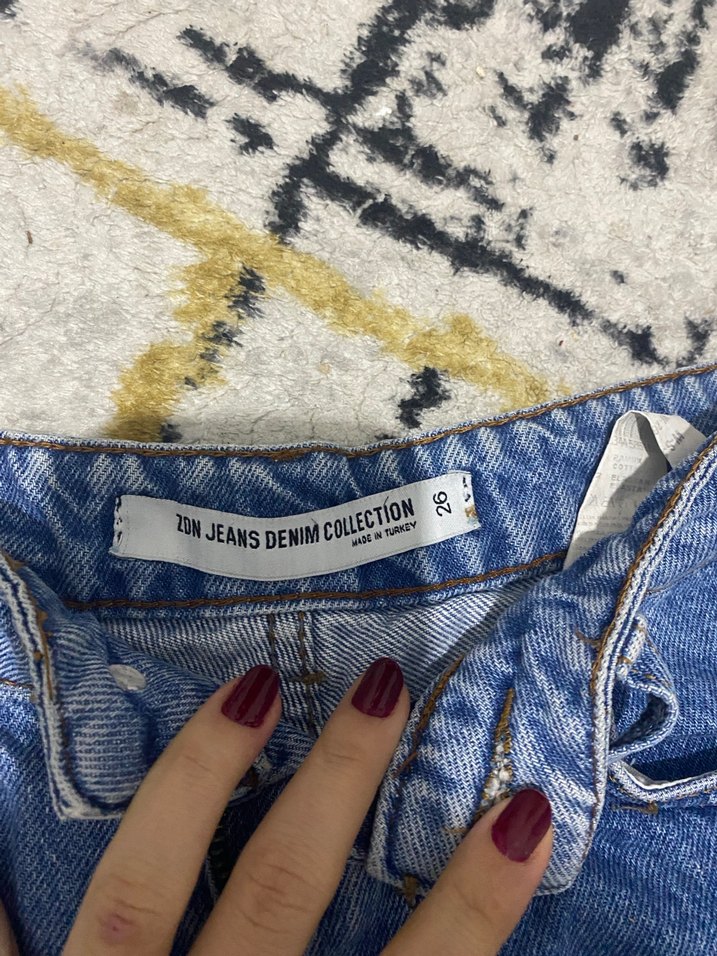 ZDN JEANS DENIM COLLECTION
MADE IN TURKEY
26